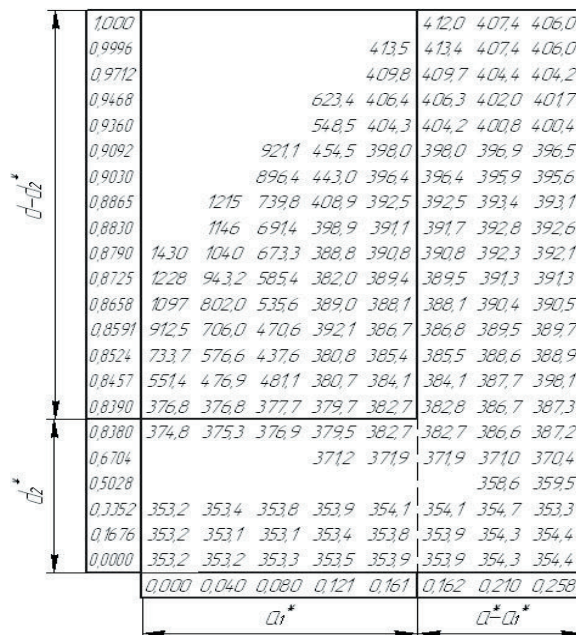 1,000 412,0 407,4 406,0
0,9996 413,5 413,4 407,4 406,0
0,9712 409,8 409,7 404,4 404,2
0,9468 623,4 406,4 406,3 402,0 401,7
0,9360 548,5 404,3 404,2 400,8 400,4
0,9092 921,1 454,5 398,0 398,0 396,9 396,5
0,9030 896,4 443,0 396,4 396,4 395,9 395,6
0,8865 1215 739,8 408,9 392,5 392,5 393,4 393,1
0,8830 1146 691,4 398,9 391,1 391,7 392,8 392,6
0,8790 1430 1040 673,3 388,8 390,8 390,8 392,3 392,1
0,8725 1228 943,2 585,4 382,0 389,4 389,5 391,3 391,3
0,8658 1097 802,0 535,6 389,0 388,1 388,1 390,4 390,5
0,8591 912,5 706,0 470,6 392,1 386,7 386,8 389,5 389,7
0,8524 733,7 576,6 437,6 380,8 385,4 385,5 388,6 388,9
0,8457 551,4 476,9 481,1 380,7 384,1 384,1 387,7 398,1
0,8390 376,8 376,8 377,7 379,7 382,7 382,8 386,7 387,3
0,8380 374,8 375,3 376,9 379,5 382,7 382,7 386,6 387,2
0,6704 371,2 371,9 371,9 371,0 370,4
0,5028 358,6 359,5
0,3352 353,2 353,4 353,8 353,9 354,1 354,1 354,7 353,3
0,1676 353,2 353,1 353,1 353,4 353,8 353,9 354,3 354,4
0,0000 353,2 353,2 353,3 353,5 353,9 353,9 354,3 354,4
0,000 0,040 0,080 0,121 0,161 0,162 0,210 0,258
d-d₂*
d₂*
a₁*
a*-a₁*